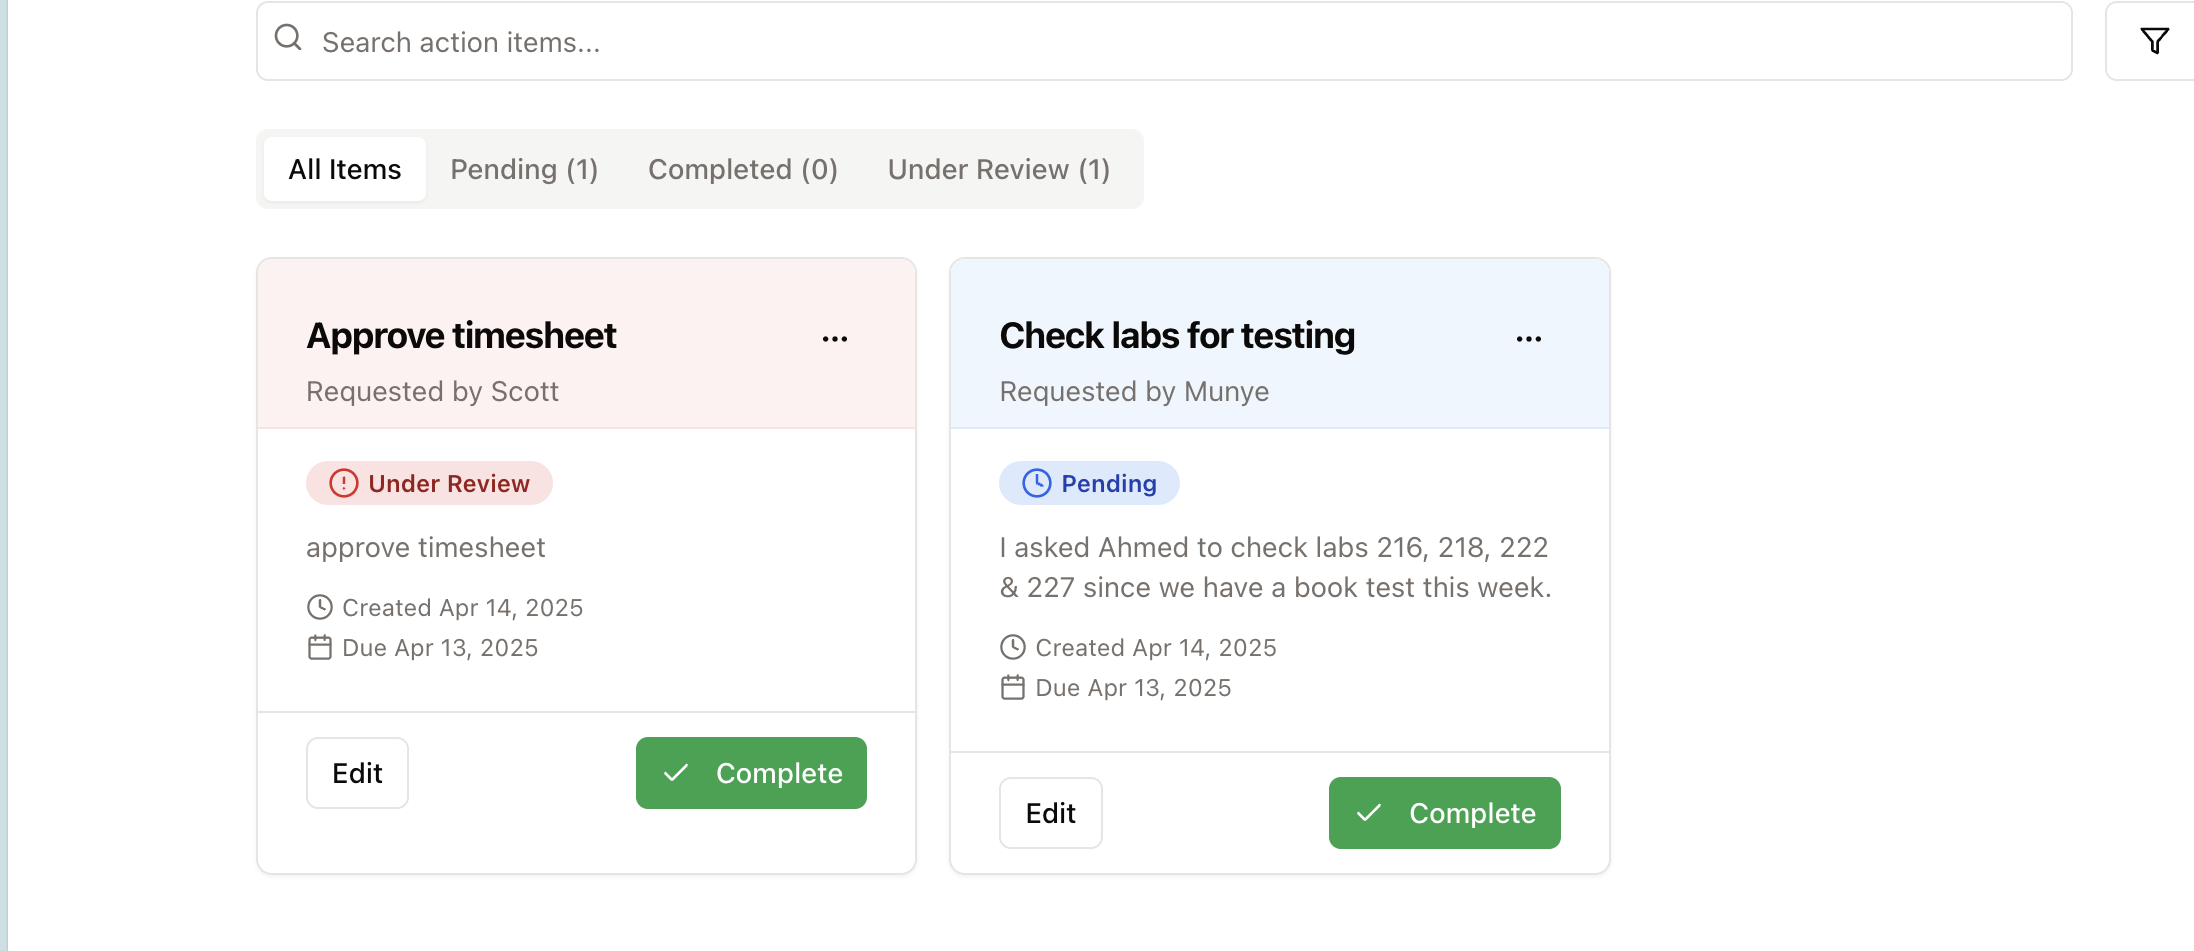 Search action items...
All Items
Pending (1)
Completed (0)
Under Review (1)
Approve timesheet
...
Requested by Scott
Under Review
approve timesheet
Created Apr 14, 2025
Due Apr 13, 2025
Edit
Complete
Check labs for testing
...
Requested by Munye
Pending
I asked Ahmed to check labs 216, 218, 222
& 227 since we have a book test this week.
Created Apr 14, 2025
Due Apr 13, 2025
Edit
Complete